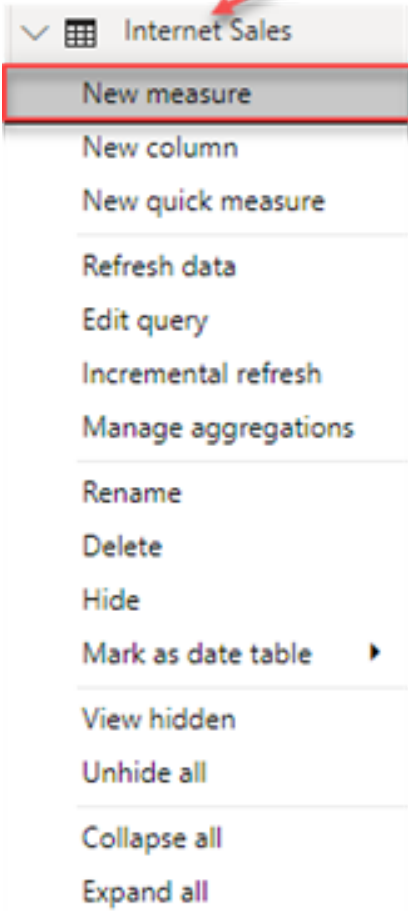 Internet Sales
New measure
New column
New quick measure
Refresh data
Edit query
Incremental refresh
Manage aggregations
Rename
Delete
Hide
Mark as date table
View hidden
Unhide all
Collapse all
Expand all